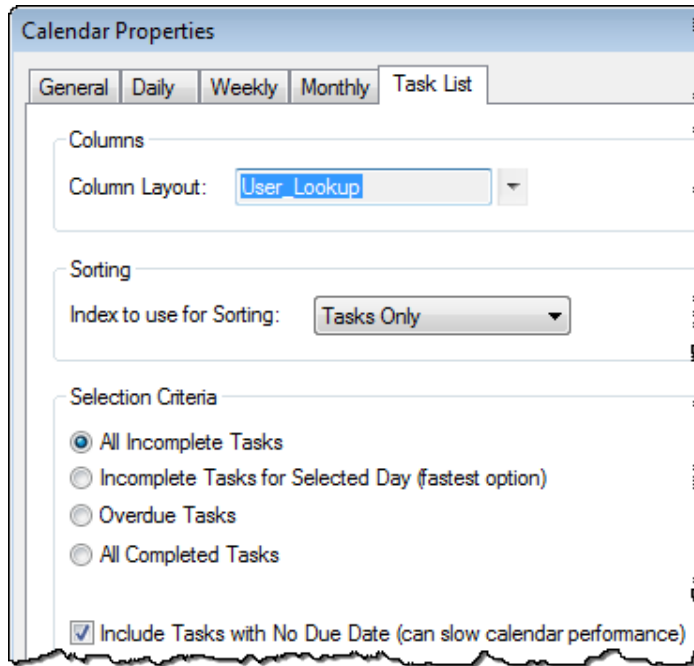 Calendar Properties
General Daily Weekly Monthly Task List
Columns
Column Layout: User_Lookup
Sorting
Index to use for Sorting: Tasks Only
Selection Criteria
All Incomplete Tasks
Incomplete Tasks for Selected Day (fastest option)
Overdue Tasks
All Completed Tasks
Include Tasks with No Due Date (can slow calendar performance)